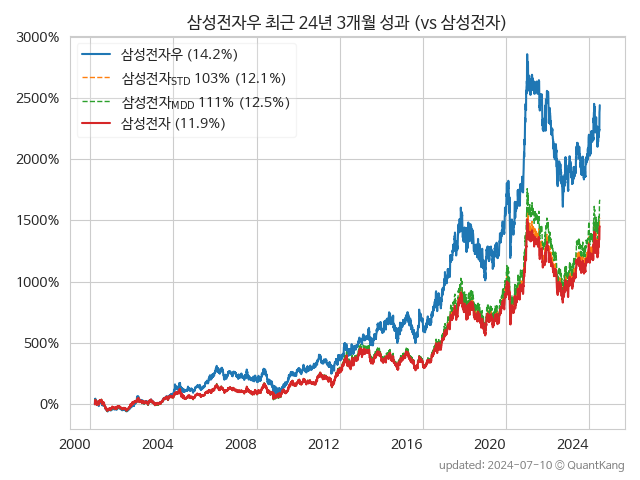 삼성전자우 최근 24년 3개월 성과 (vs 삼성전자)
3000%
2500%
2000%
1500%
1000%
500%
0%
삼성전자우 (14.2%)
삼성전자STD 103% (12.1%)
삼성전자MDD 111% (12.5%)
삼성전자 (11.9%)
2000 2004 2008 2012 2016 2020 2024
updated: 2024-07-10 ⓒ QuantKang